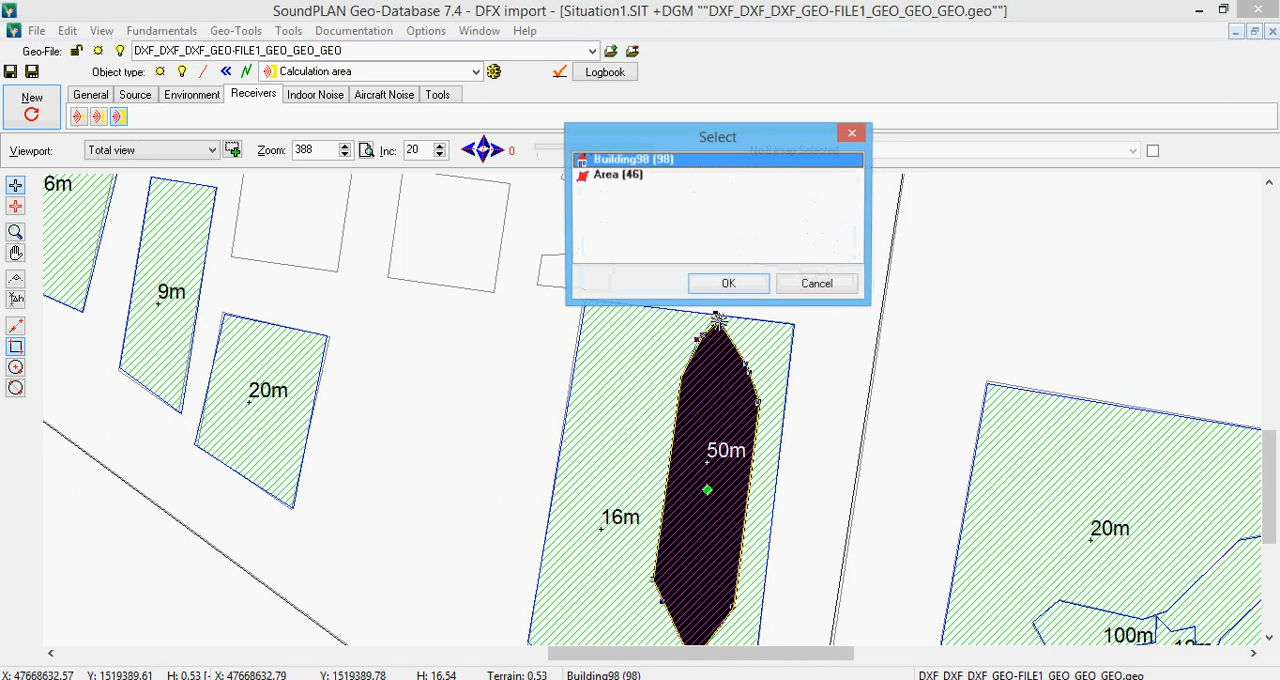 SoundPLAN Geo-Database 7.4 - DFX import - [Situation1.SIT +DGM ""DXF_DXF_DXF_GEO-FILE1_GEO_GEO_GEO.geo""]
File Edit View Fundamentals Geo-Tools Tools Documentation Options Window Help
Geo-File: DXF_DXF_DXF_GEO-FILE1_GEO_GEO_GEO
Object type: Calculation area Logbook
New General Source Environment Receivers Indoor Noise Aircraft Noise Tools
Viewport: Total view Zoom: 388 Inc: 20 0 No Bitmap Selected
Select
Building98 (98)
Area (46)
OK Cancel
6m
9m
20m
50m
16m
20m
100m
X: 47668632.57 Y: 1519389.61 H: 0.53 [- X: 47668632.79 Y: 1519389.78 H: 16.54 Terrain: 0.53 Building98 (98) DXF_DXF_DXF_GEO-FILE1_GEO_GEO_GEO.geo